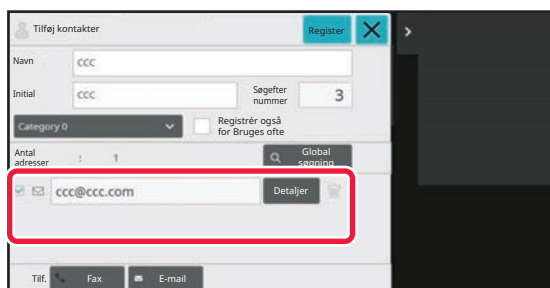 Tilføj kontakter
Register
Navn
ccc
Initial
ccc
Søgefter
nummer
3
Category 0
Registrér også
for Bruges ofte
Antal
adresser
:
1
Global
søgning
ccc@ccc.com
Detaljer
Tilf.
Fax
E-mail